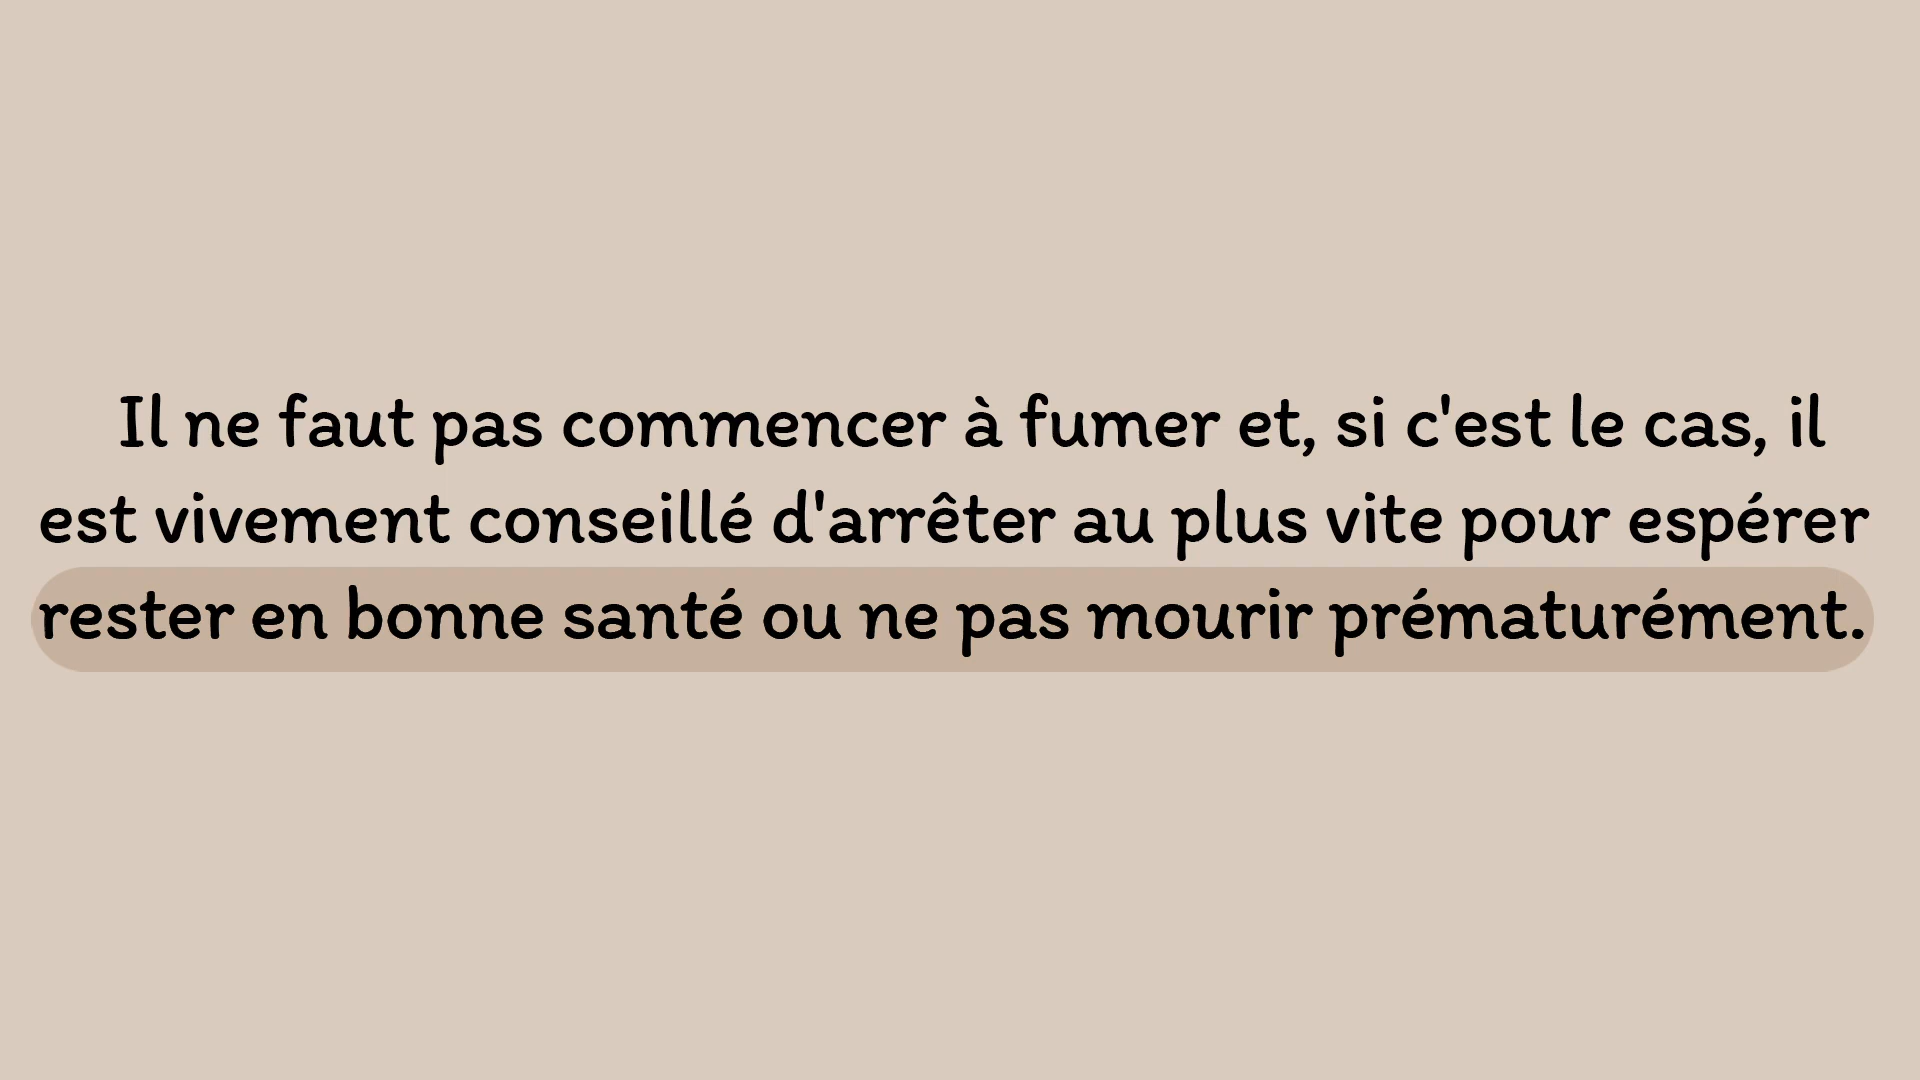 Il ne faut pas commencer à fumer et, si c'est le cas, il
est vivement conseillé d'arrêter au plus vite pour espérer
rester en bonne santé ou ne pas mourir prématurément.